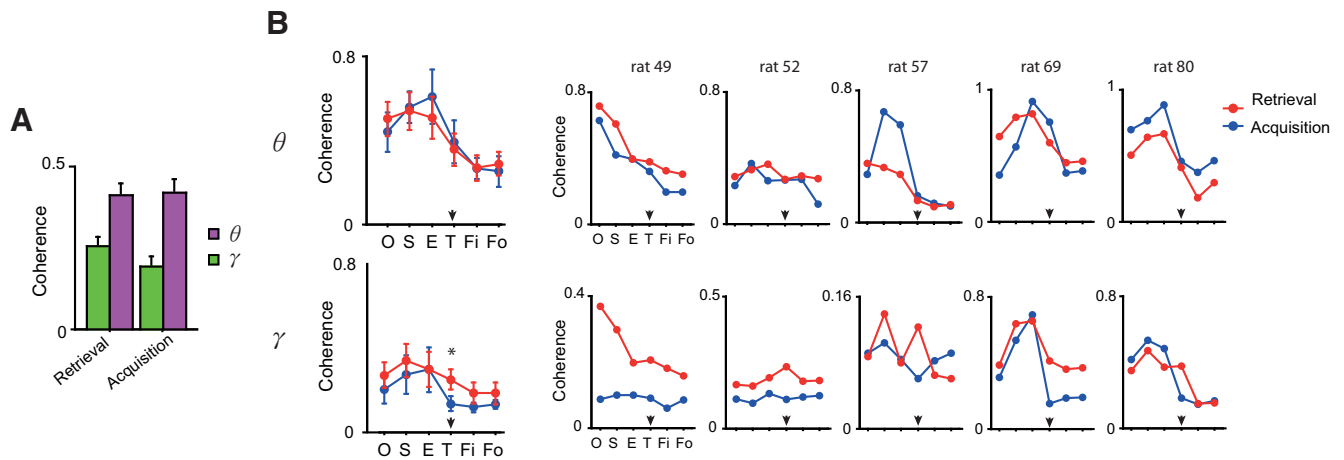 A
0.5
Coherence
0
Retrieval
Acquisition
θ
γ
B
θ
0.8
Coherence
0
O S E T Fi Fo
γ
0.8
Coherence
*
0
O S E T Fi Fo
rat 49 rat 52 rat 57 rat 69 rat 80
0.8 0.8 0.8 1 1
Coherence
0 0 0 0 0
O S E T Fi Fo
Retrieval
Acquisition
0.4 0.5 0.16 0.8 0.8
Coherence
0 0 0 0 0
O S E T Fi Fo